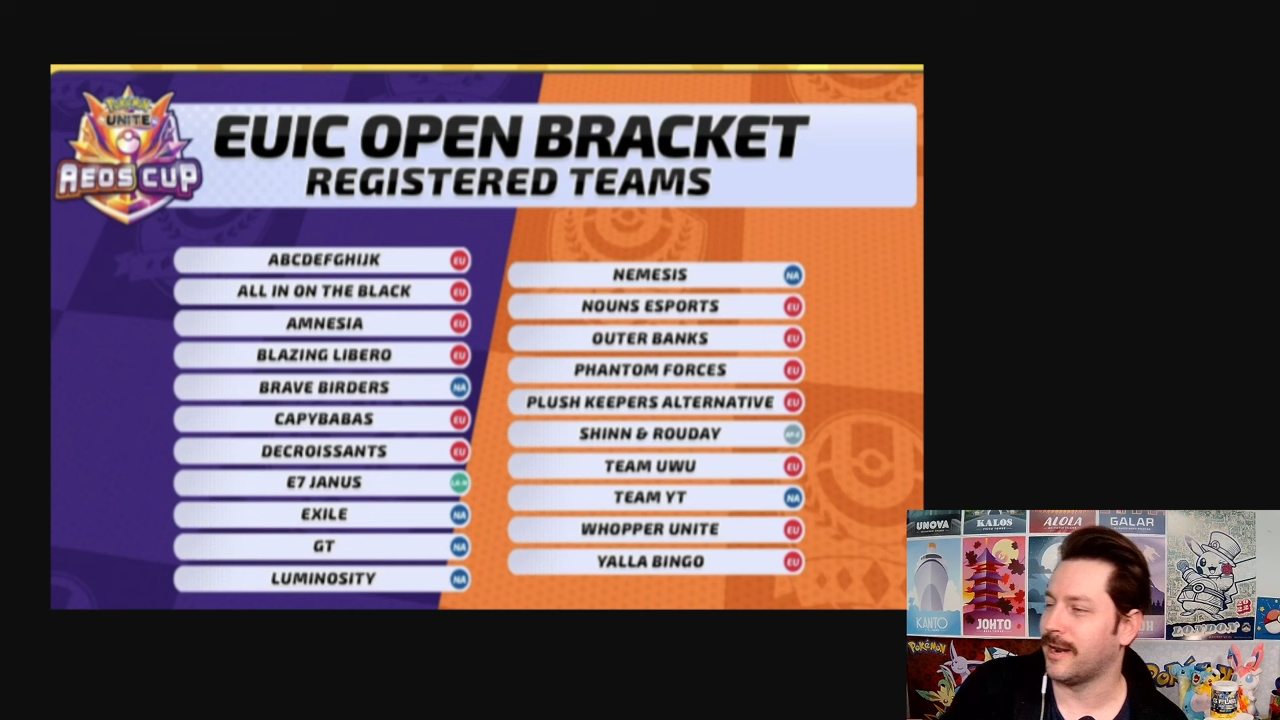 POKÉMON
UNITE
AEOS CUP
EUIC OPEN BRACKET
REGISTERED TEAMS
ABCDEFGHIJK EU
ALL IN ON THE BLACK EU
AMNESIA EU
BLAZING LIBERO EU
BRAVE BIRDERS NA
CAPYBABAS EU
DECROISSANTS EU
E7 JANUS
EXILE NA
GT NA
LUMINOSITY NA
NEMESIS NA
NOUNS ESPORTS EU
OUTER BANKS EU
PHANTOM FORCES EU
PLUSH KEEPERS ALTERNATIVE EU
SHINN & ROUDAY
TEAM UWU EU
TEAM YT NA
WHOPPER UNITE EU
YALLA BINGO EU
UNOVA
KALOS
ALOLA
GALAR
KANTO
JOHTO
LONDON
POKÉMON